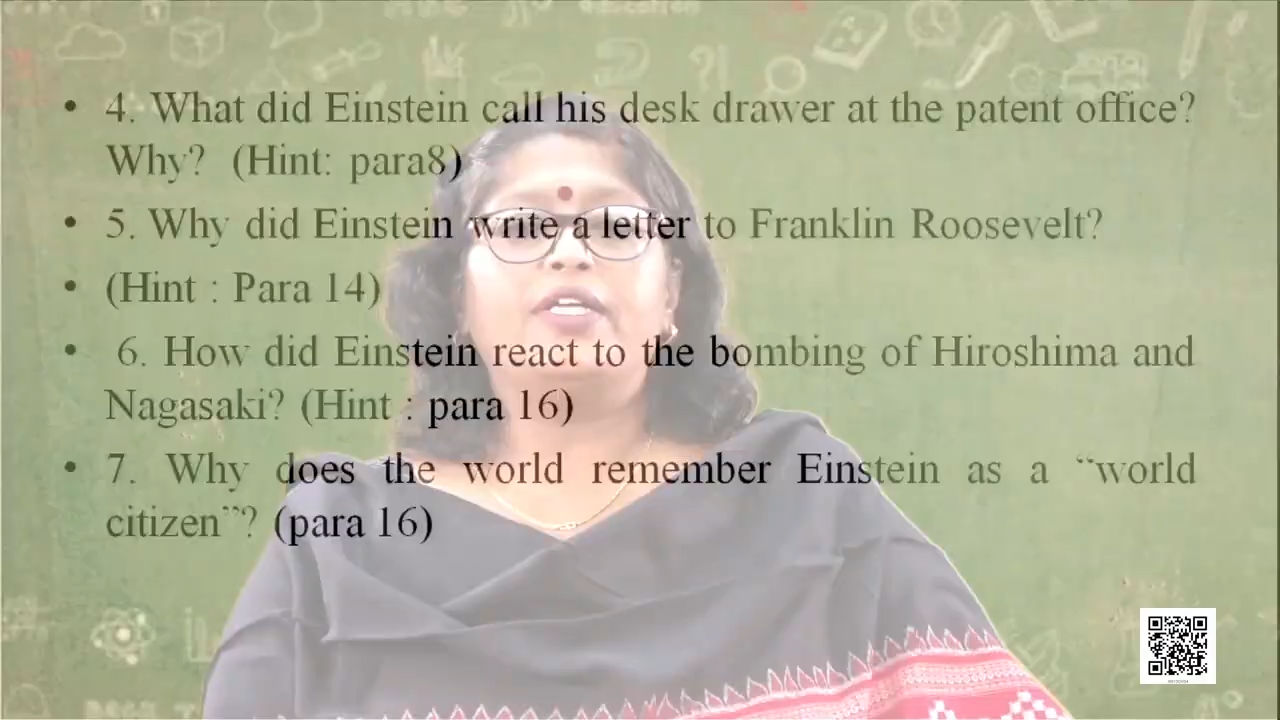 • 4. What did Einstein call his desk drawer at the patent office?
Why? (Hint: para8)
• 5. Why did Einstein write a letter to Franklin Roosevelt?
• (Hint : Para 14)
• 6. How did Einstein react to the bombing of Hiroshima and
Nagasaki? (Hint : para 16)
• 7. Why does the world remember Einstein as a “world
citizen”? (para 16)